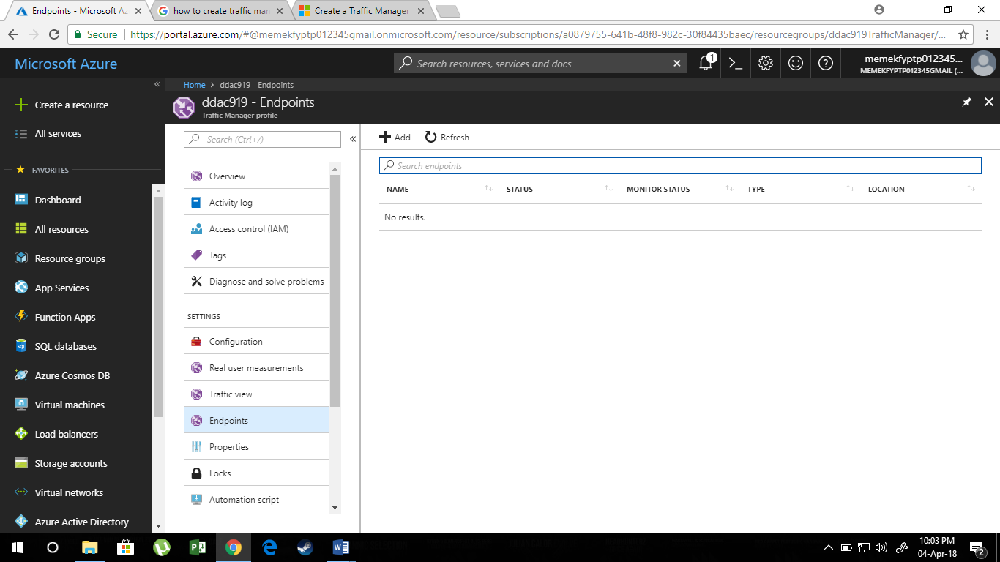 Endpoints - Microsoft Az
how to create traffic man
Create a Traffic Manager
Secure
https://portal.azure.com/#@memekfyptp012345gmail.onmicrosoft.com/resource/subscriptions/a0879755-641b-48f8-982c-30f84435baec/resourcegroups/ddac919TrafficManager/...
Microsoft Azure
Search resources, services and docs
1
memekfyptp012345...
MEMEKFYPTP012345GMAIL (...
Create a resource
All services
FAVORITES
Dashboard
All resources
Resource groups
App Services
Function Apps
SQL databases
Azure Cosmos DB
Virtual machines
Load balancers
Storage accounts
Virtual networks
Azure Active Directory
Home > ddac919 - Endpoints
ddac919 - Endpoints
Traffic Manager profile
Search (Ctrl+/)
Overview
Activity log
Access control (IAM)
Tags
Diagnose and solve problems
SETTINGS
Configuration
Real user measurements
Traffic view
Endpoints
Properties
Locks
Automation script
Add
Refresh
Search endpoints
NAME
STATUS
MONITOR STATUS
TYPE
LOCATION
No results.
10:03 PM
04-Apr-18
2